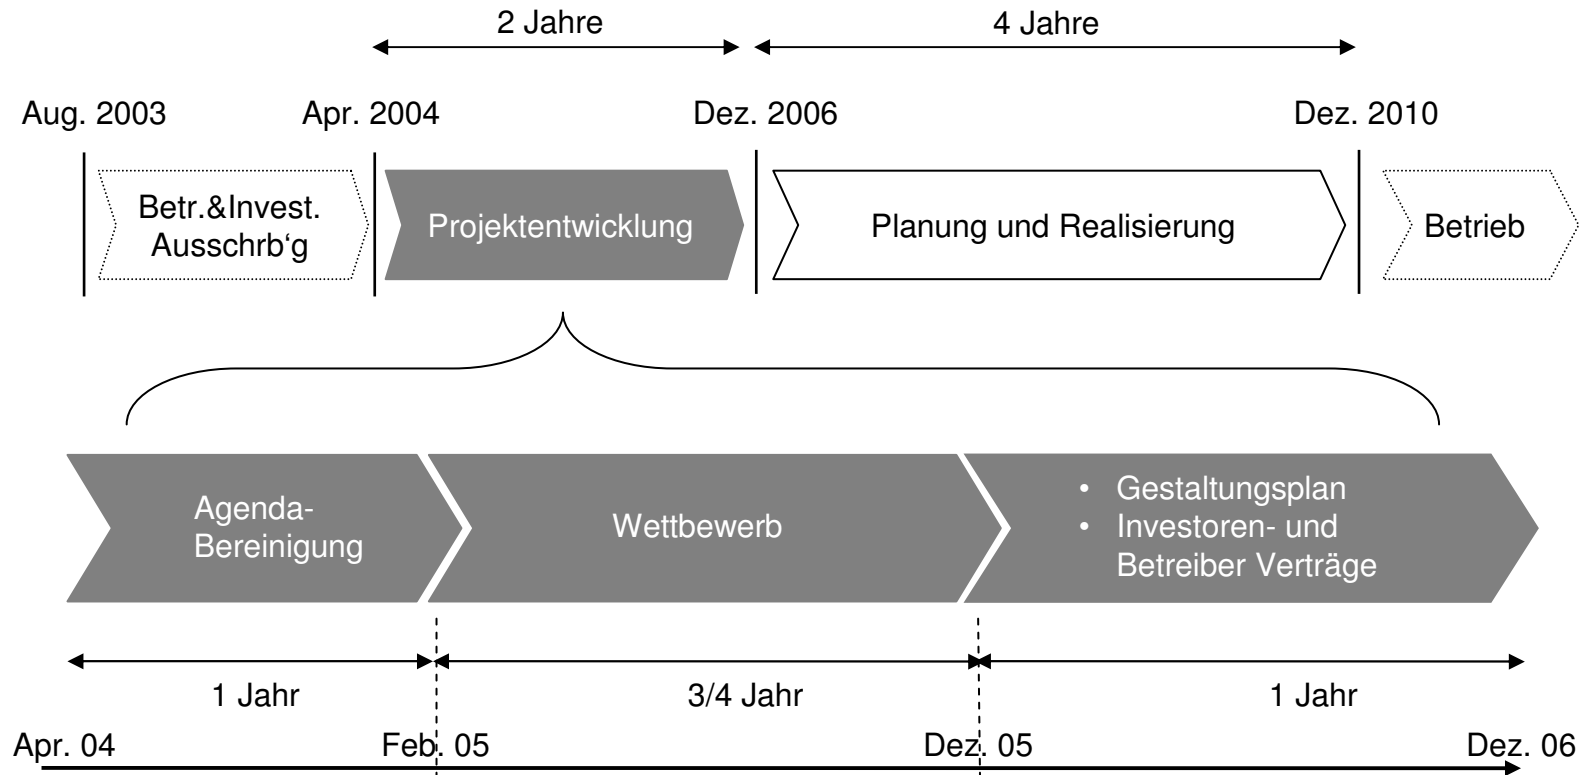 2 Jahre
4 Jahre
Aug. 2003
Apr. 2004
Dez. 2006
Dez. 2010
Betr.&Invest.
Ausschrb‘g
Projektentwicklung
Planung und Realisierung
Betrieb
Agenda-
Bereinigung
Wettbewerb
• Gestaltungsplan
• Investoren- und
Betreiber Verträge
1 Jahr
3/4 Jahr
1 Jahr
Apr. 04
Feb. 05
Dez. 05
Dez. 06